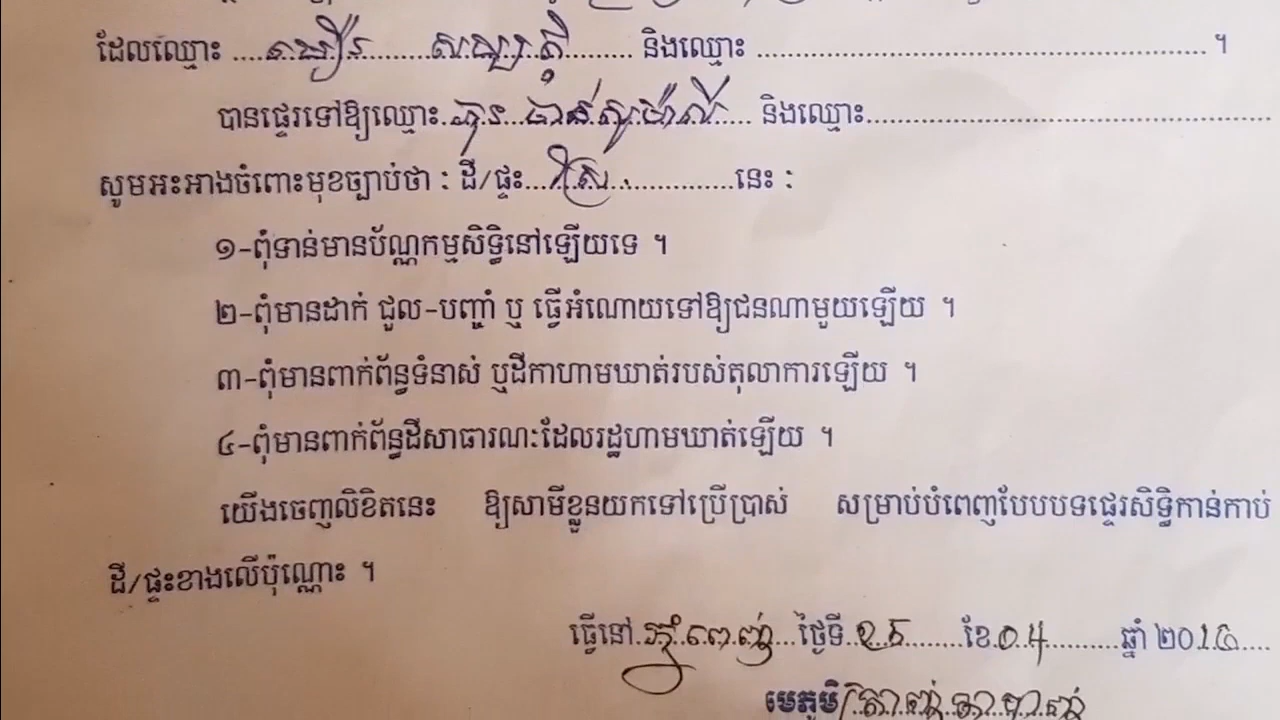 ដែលឈ្មោះ .................... និងឈ្មោះ .................... ។
បានផ្ទេរទៅឱ្យឈ្មោះ.................... និងឈ្មោះ....................
សូមអះអាងចំពោះមុខច្បាប់ថា ៈ ដី/ផ្ទះ...ស្រែ................នេះ ៈ
១-ពុំទាន់មានប័ណ្ណកម្មសិទ្ធិនៅឡើយទេ ។
២-ពុំមានដាក់ ជួល-បញ្ចាំ ឬ ធ្វើអំណោយទៅឱ្យជនណាមួយឡើយ ។
៣-ពុំមានពាក់ព័ន្ធទំនាស់ ឬដីកាហាមឃាត់របស់តុលាការឡើយ ។
៤-ពុំមានពាក់ព័ន្ធដីសាធារណៈដែលរដ្ឋហាមឃាត់ឡើយ ។
យើងចេញលិខិតនេះ ឱ្យសាមីខ្លួនយកទៅប្រើប្រាស់ សម្រាប់បំពេញបែបបទផ្ទេរសិទ្ធិកាន់កាប់
ដី/ផ្ទះខាងលើប៉ុណ្ណោះ ។
ធ្វើនៅ.ភ្នំពេញ...ថ្ងៃទី..........ខែ.04..........ឆ្នាំ ២០16....
មេភូមិ